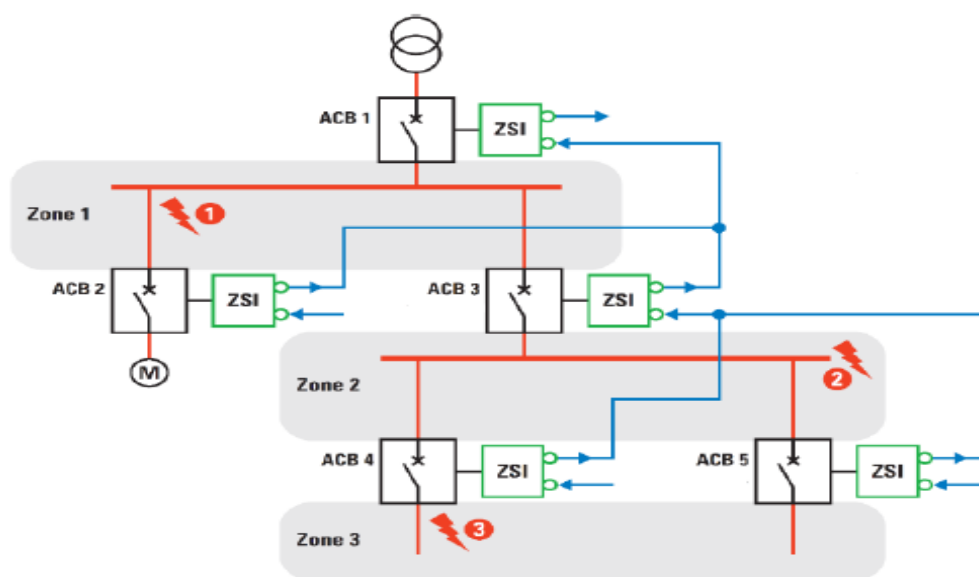 ACB 1
ZSI
Zone 1
1
ACB 2
ZSI
ACB 3
ZSI
M
Zone 2
2
ACB 4
ZSI
ACB 5
ZSI
Zone 3
3